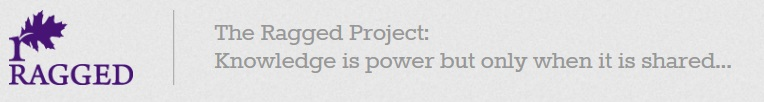 r
RAGGED
The Ragged Project:
Knowledge is power but only when it is shared...